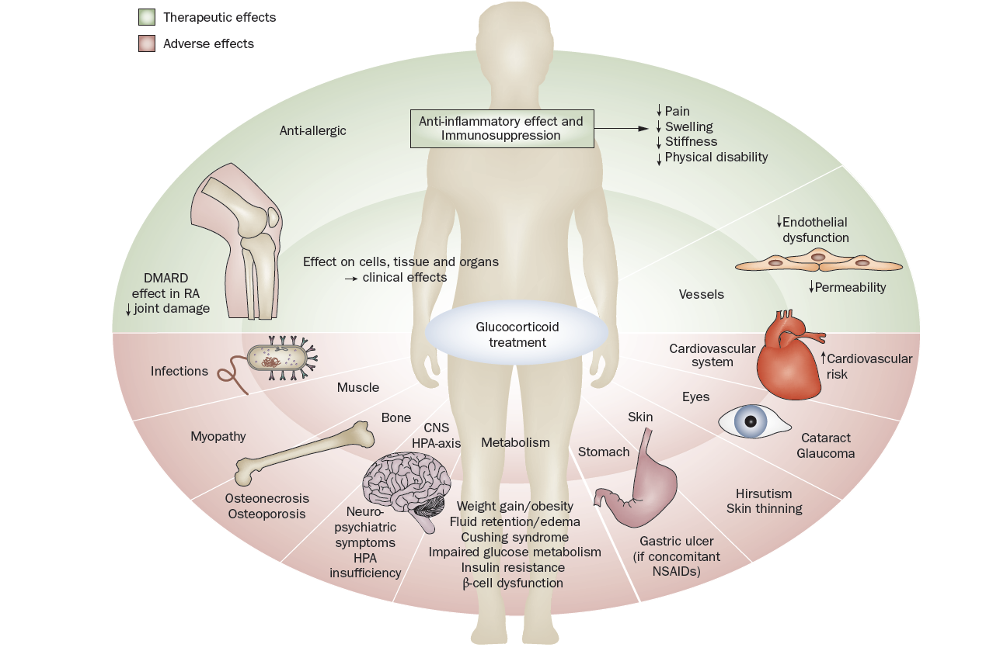 Therapeutic effects
Adverse effects
Anti-allergic
Anti-inflammatory effect and
Immunosuppression
↓ Pain
↓ Swelling
↓ Stiffness
↓ Physical disability
↓Endothelial
dysfunction
↓Permeability
Vessels
Effect on cells, tissue and organs
→ clinical effects
DMARD
effect in RA
↓ joint damage
Glucocorticoid
treatment
Infections
Muscle
Myopathy
Bone
Osteonecrosis
Osteoporosis
CNS
HPA-axis
Neuro-
psychiatric
symptoms
HPA
insufficiency
Metabolism
Weight gain/obesity
Fluid retention/edema
Cushing syndrome
Impaired glucose metabolism
Insulin resistance
β-cell dysfunction
Stomach
Gastric ulcer
(if concomitant
NSAIDs)
Skin
Hirsutism
Skin thinning
Eyes
Cataract
Glaucoma
Cardiovascular
system
↑Cardiovascular
risk